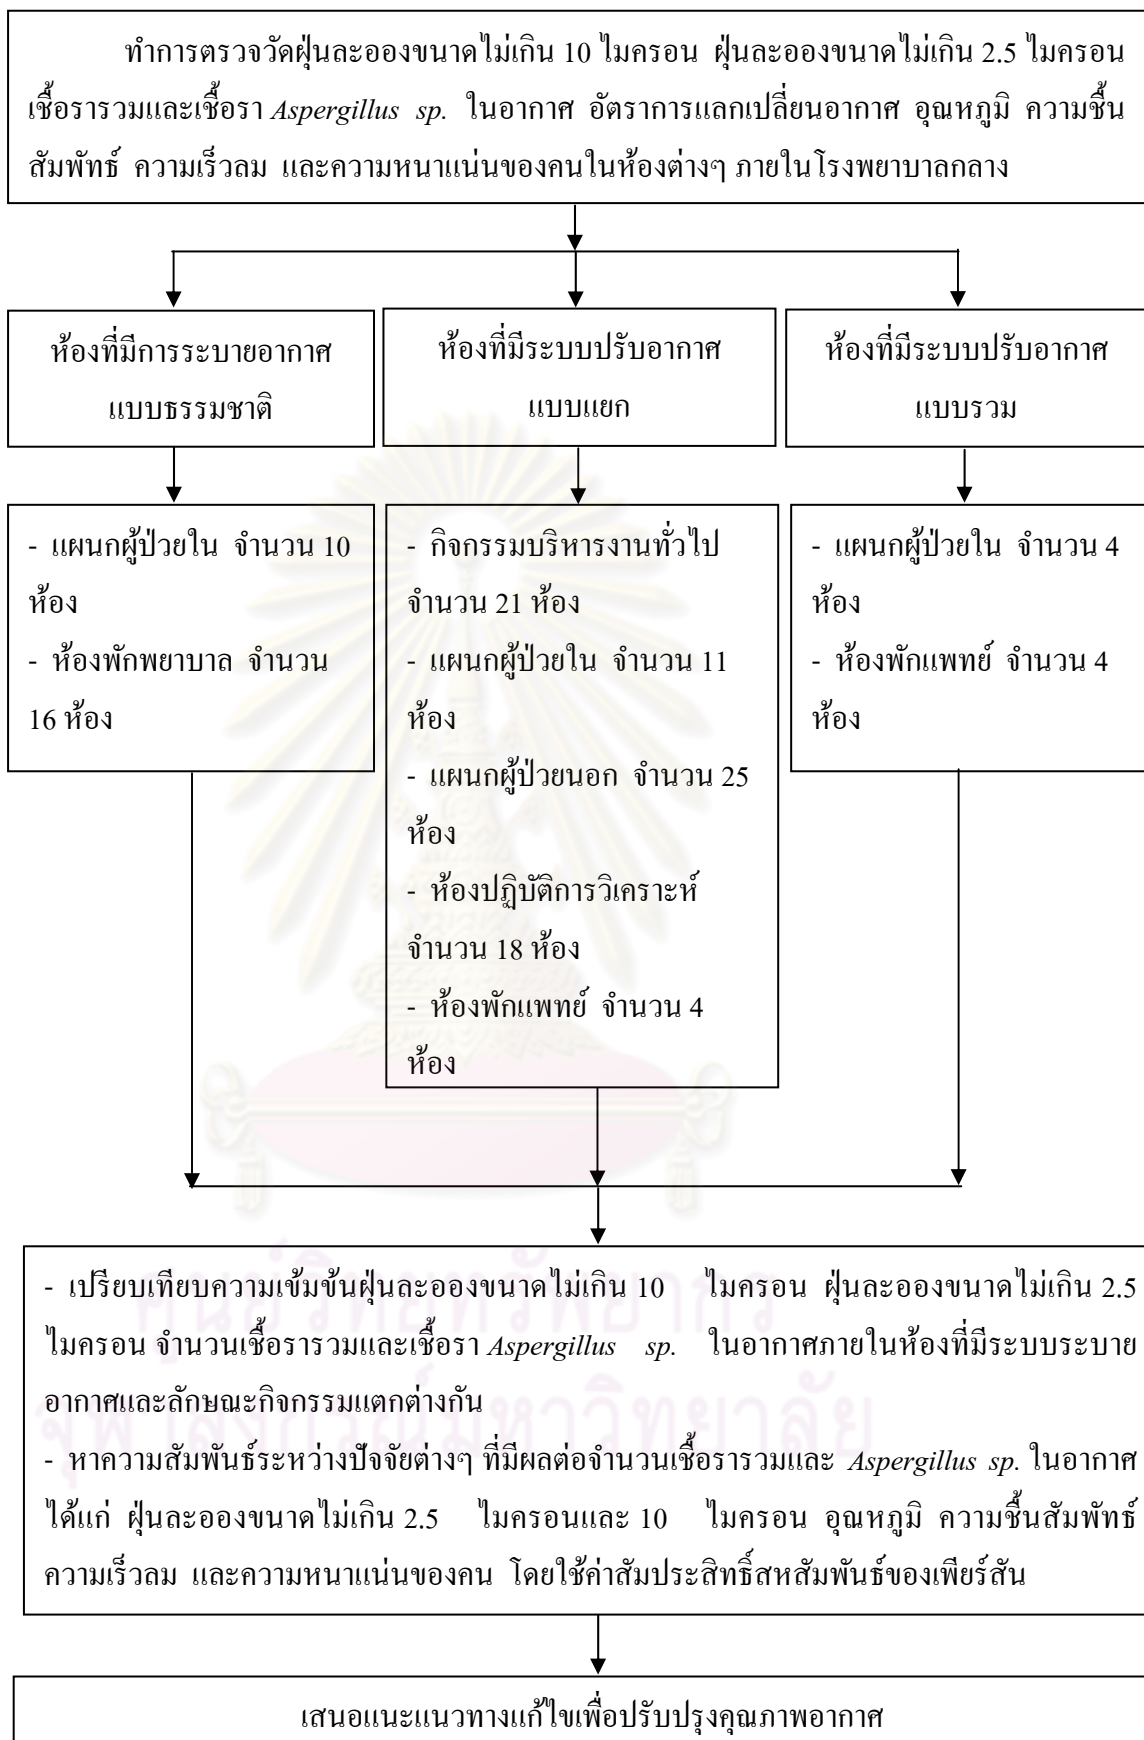 ทำการตรวจวัดฝุ่นละอองขนาดไม่เกิน 10 ไมครอน ฝุ่นละอองขนาดไม่เกิน 2.5 ไมครอน
เชื้อรารวมและเชื้อรา Aspergillus sp. ในอากาศ อัตราการแลกเปลี่ยนอากาศ อุณหภูมิ ความชื้น
สัมพัทธ์ ความเร็วลม และความหนาแน่นของคนในห้องต่างๆ ภายในโรงพยาบาลกลาง
ห้องที่มีการระบายอากาศ
แบบธรรมชาติ
ห้องที่มีระบบปรับอากาศ
แบบแยก
ห้องที่มีระบบปรับอากาศ
แบบรวม
- แผนกผู้ป่วยใน จำนวน 10
ห้อง
- ห้องพักพยาบาล จำนวน
16 ห้อง
- กิจกรรมบริหารงานทั่วไป
จำนวน 21 ห้อง
- แผนกผู้ป่วยใน จำนวน 11
ห้อง
- แผนกผู้ป่วยนอก จำนวน 25
ห้อง
- ห้องปฏิบัติการวิเคราะห์
จำนวน 18 ห้อง
- ห้องพักแพทย์ จำนวน 4
ห้อง
- แผนกผู้ป่วยใน จำนวน 4
ห้อง
- ห้องพักแพทย์ จำนวน 4
ห้อง
- เปรียบเทียบความเข้มข้นฝุ่นละอองขนาดไม่เกิน 10 ไมครอน ฝุ่นละอองขนาดไม่เกิน 2.5
ไมครอน จำนวนเชื้อรารวมและเชื้อรา Aspergillus sp. ในอากาศภายในห้องที่มีระบบระบาย
อากาศและลักษณะกิจกรรมแตกต่างกัน
- หาความสัมพันธ์ระหว่างปัจจัยต่างๆ ที่มีผลต่อจำนวนเชื้อรารวมและ Aspergillus sp. ในอากาศ
ได้แก่ ฝุ่นละอองขนาดไม่เกิน 2.5 ไมครอนและ 10 ไมครอน อุณหภูมิ ความชื้นสัมพัทธ์
ความเร็วลม และความหนาแน่นของคน โดยใช้ค่าสัมประสิทธิ์สหสัมพันธ์ของเพียร์สัน
เสนอแนะแนวทางแก้ไขเพื่อปรับปรุงคุณภาพอากาศ
ศูนย์วิทยทรัพยากร
จุฬาลงกรณ์มหาวิทยาลัย